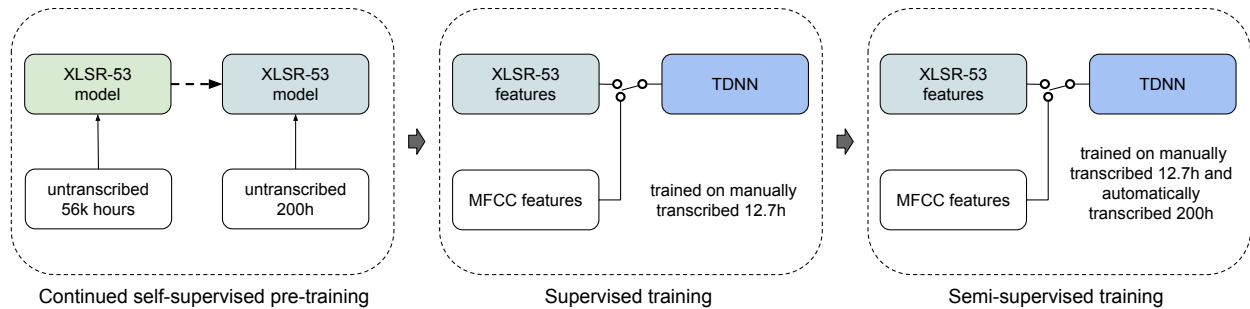 XLSR-53
model
XLSR-53
model
untranscribed
56k hours
untranscribed
200h
Continued self-supervised pre-training
XLSR-53
features
TDNN
MFCC features
trained on manually
transcribed 12.7h
Supervised training
XLSR-53
features
TDNN
MFCC features
trained on manually
transcribed 12.7h and
automatically
transcribed 200h
Semi-supervised training